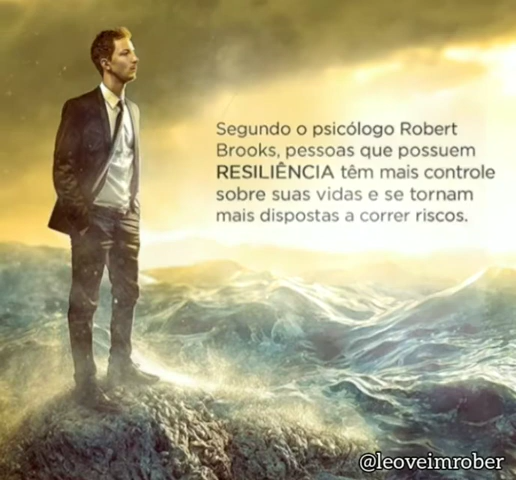 Segundo o psicólogo Robert
Brooks, pessoas que possuem
RESILIÊNCIA têm mais controle
sobre suas vidas e se tornam
mais dispostas a correr riscos.
@leoveimrober